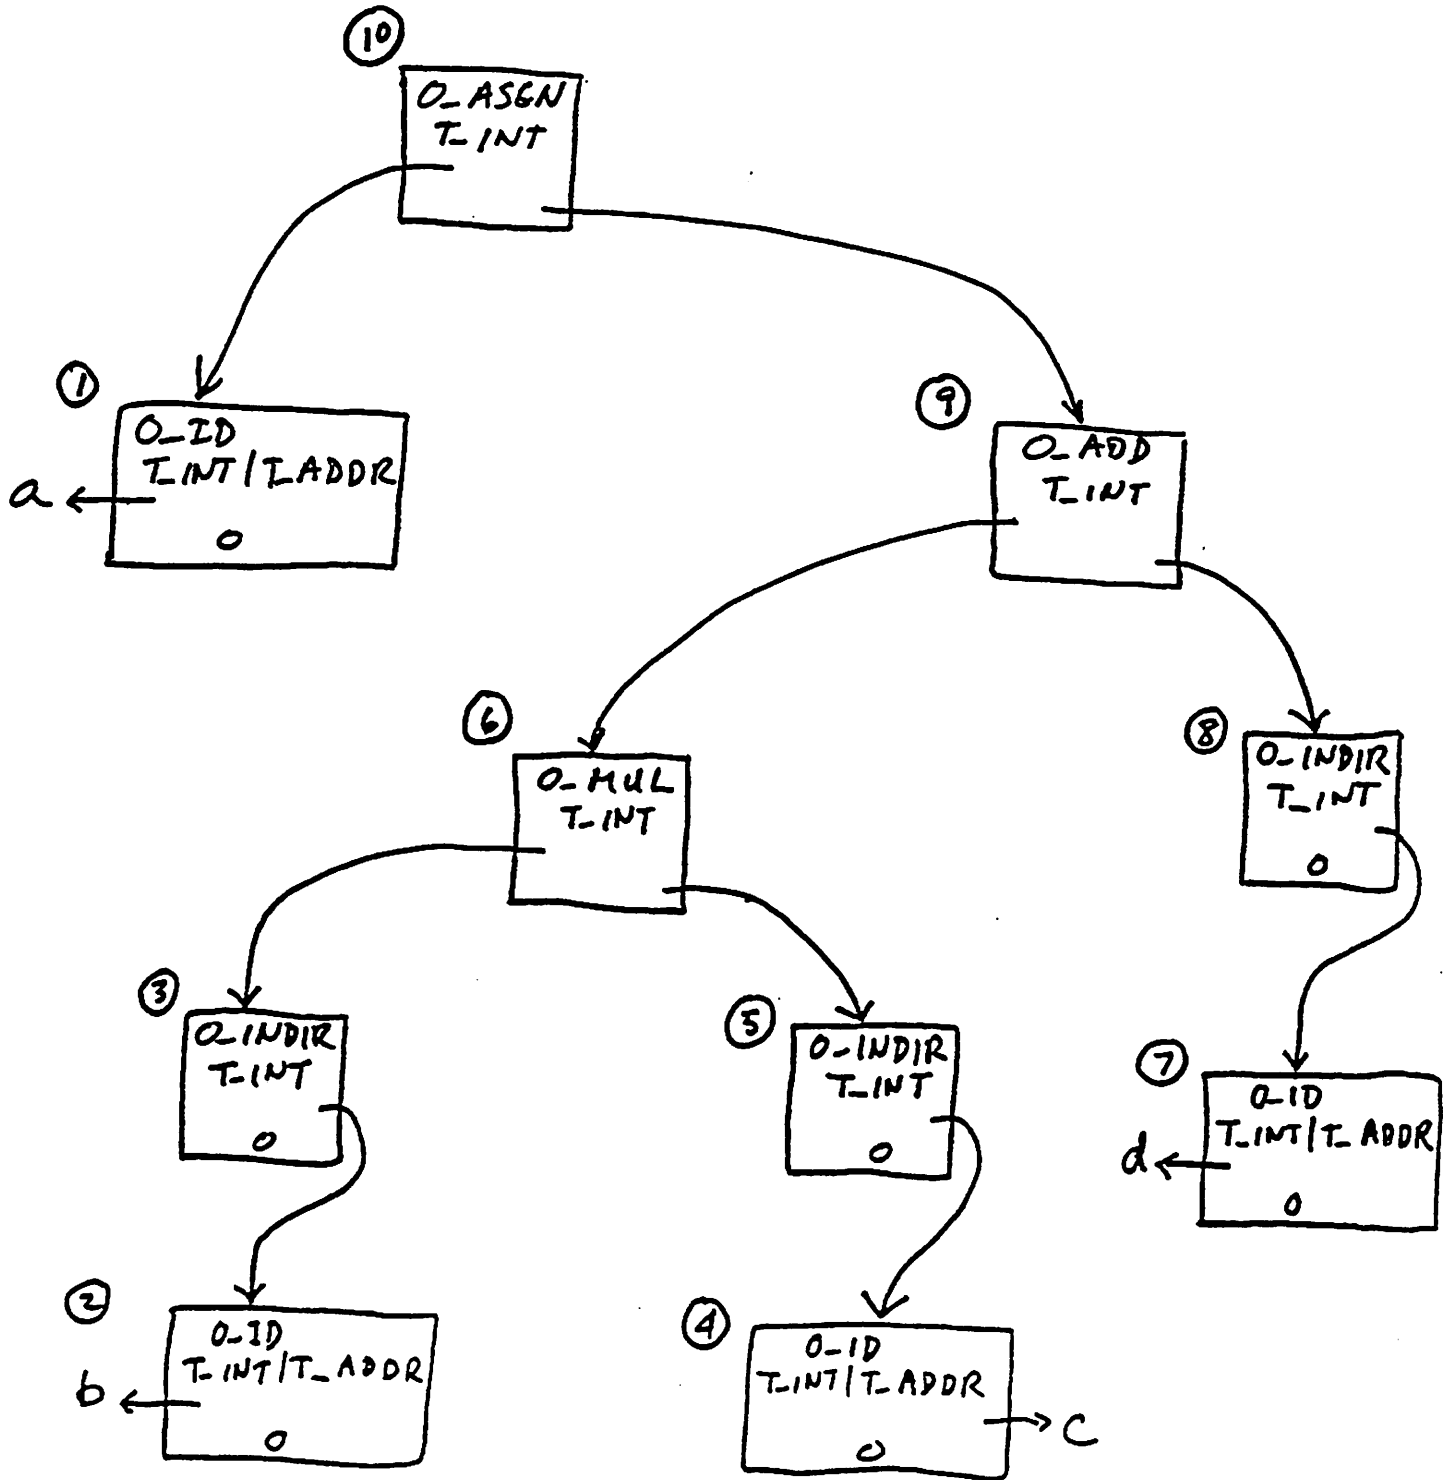 10
O_ASGN
T_INT
1
O_ID
T_INT/T_ADDR
a
0
9
O_ADD
T_INT
6
O_MUL
T_INT
8
O_INDIR
T_INT
0
3
O_INDIR
T_INT
0
5
O_INDIR
T_INT
0
7
O_ID
T_INT/T_ADDR
d
0
2
O_ID
T_INT/T_ADDR
b
0
4
O_ID
T_INT/T_ADDR
c
0